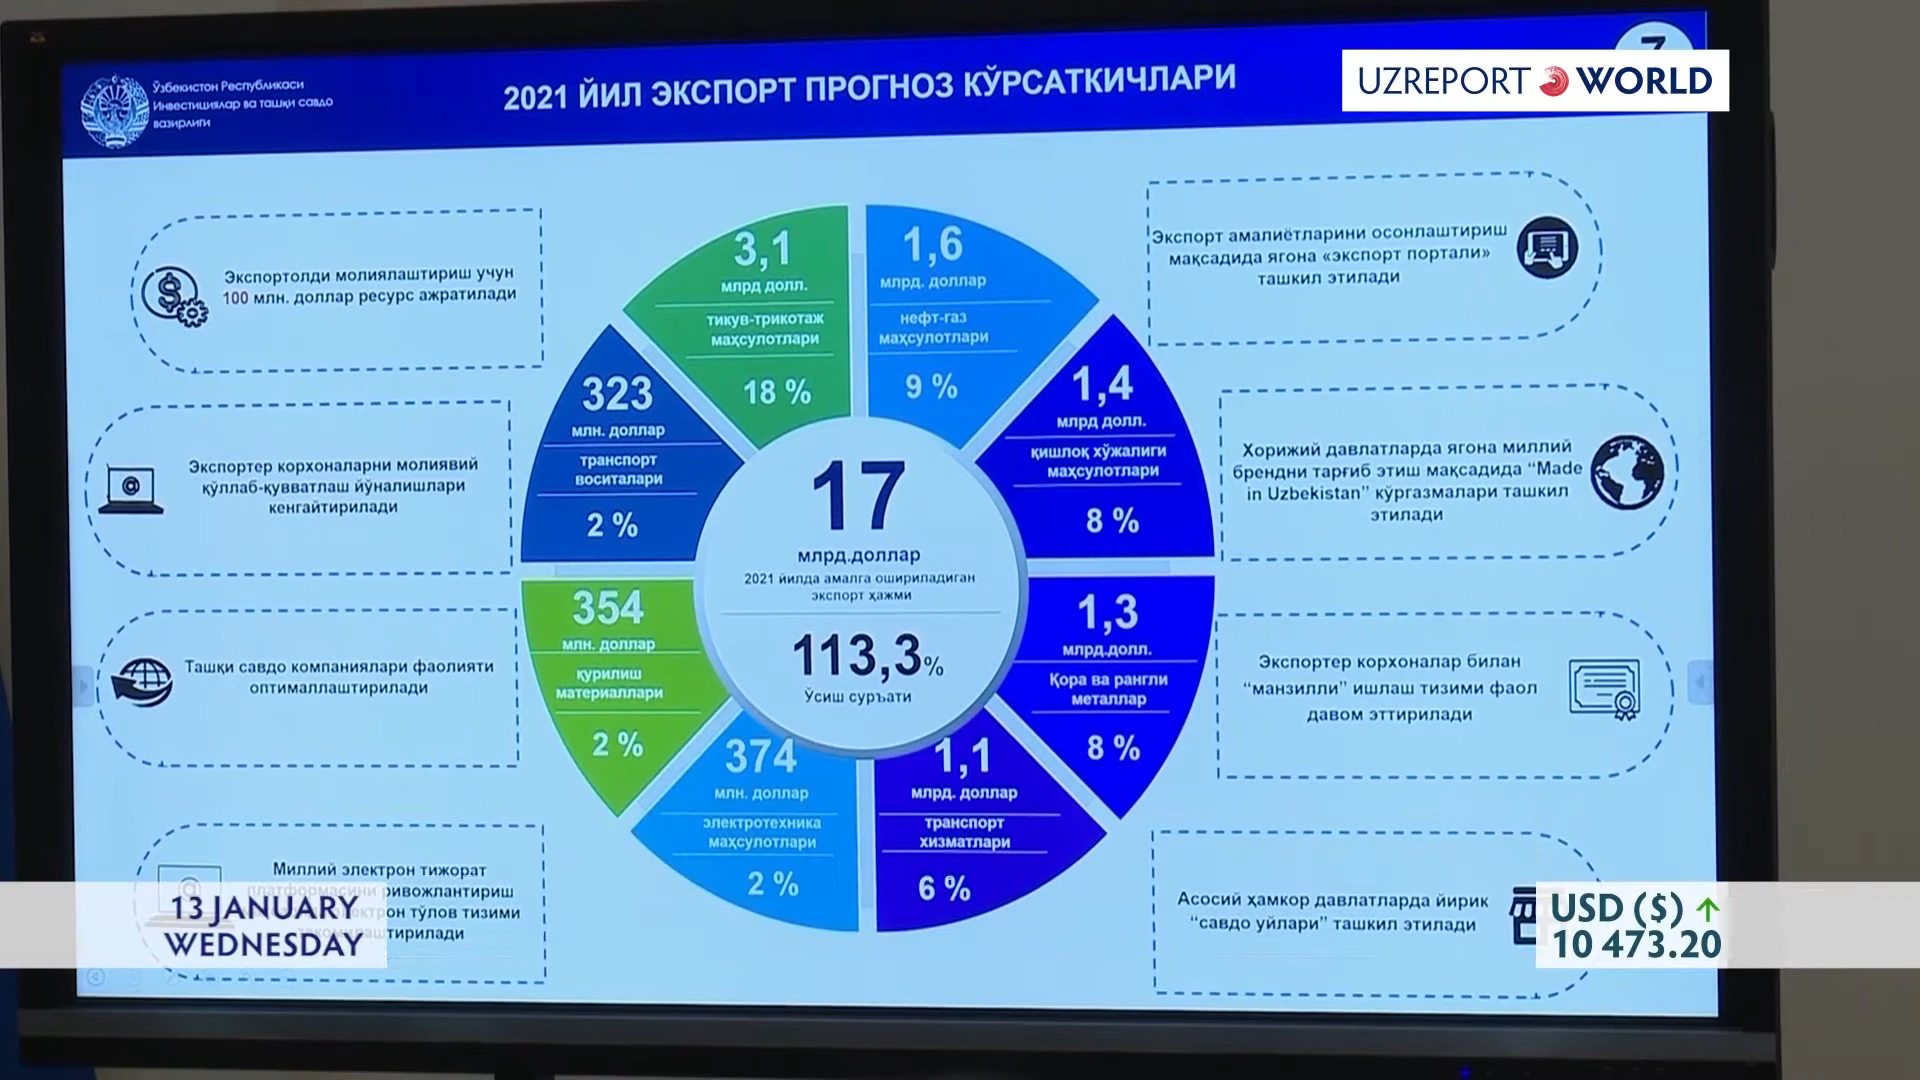 Ўзбекистон Республикаси
Инвестициялар ва ташқи савдо
вазирлиги
2021 ЙИЛ ЭКСПОРТ ПРОГНОЗ КЎРСАТКИЧЛАРИ
7
UZREPORT WORLD
Экспортолди молиялаштириш учун
100 млн. доллар ресурс ажратилади
Экспортер корхоналарни молиявий
қўллаб-қувватлаш йўналишлари
кенгайтирилади
Ташқи савдо компаниялари фаолияти
оптималлаштирилади
Миллий электрон тижорат
платформасини ривожлантириш
электрон тўлов тизими
такомиллаштирилади
3,1
млрд долл.
тикув-трикотаж
маҳсулотлари
18 %
1,6
млрд. доллар
нефт-газ
маҳсулотлари
9 %
1,4
млрд долл.
қишлоқ хўжалиги
маҳсулотлари
8 %
1,3
млрд.долл.
Қора ва рангли
металлар
8 %
1,1
млрд. доллар
транспорт
хизматлари
6 %
374
млн. доллар
электротехника
маҳсулотлари
2 %
354
млн. доллар
қурилиш
материаллари
2 %
323
млн. доллар
транспорт
воситалари
2 %
17
млрд.доллар
2021 йилда амалга ошириладиган
экспорт ҳажми
113,3%
Ўсиш суръати
Экспорт амалиётларини осонлаштириш
мақсадида ягона «экспорт портали»
ташкил этилади
Хорижий давлатларда ягона миллий
брендни тарғиб этиш мақсадида “Made
in Uzbekistan” кўргазмалари ташкил
этилади
Экспортер корхоналар билан
“манзилли” ишлаш тизими фаол
давом эттирилади
Асосий ҳамкор давлатларда йирик
“савдо уйлари” ташкил этилади
13 JANUARY
WEDNESDAY
USD ($) ↑
10 473.20